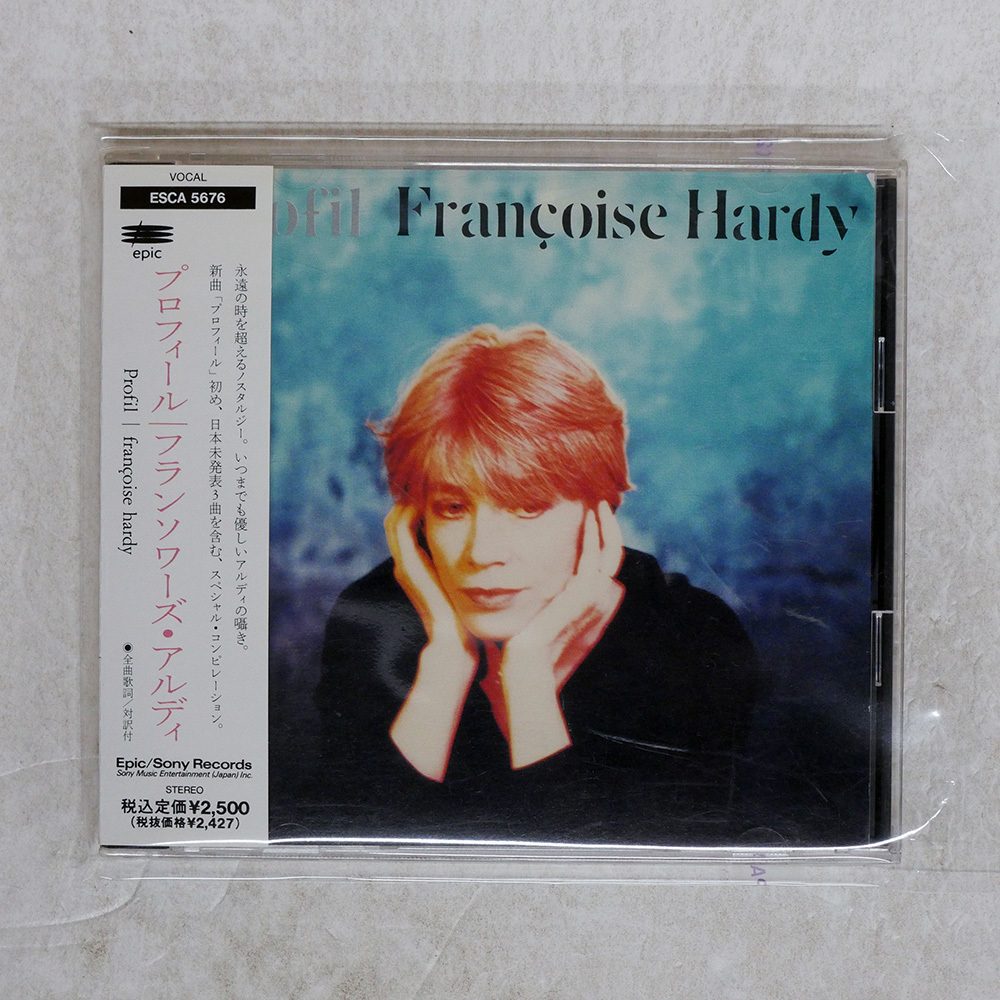 VOCAL
ESCA 5676
epic
プロフィール|フランソワーズ・アルディ
Profil | françoise hardy
永遠の時を超えるノスタルジー。いつまでも優しいアルディの囁き。
新曲「プロフィール」初め、日本未発表3曲を含む、スペシャル・コンピレーション。
●全曲歌詞/対訳付
Epic/Sony Records
Sony Music Entertainment (Japan) Inc.
STEREO
税込定価¥2,500
(税抜価格¥2,427)
ofil Françoise Hardy